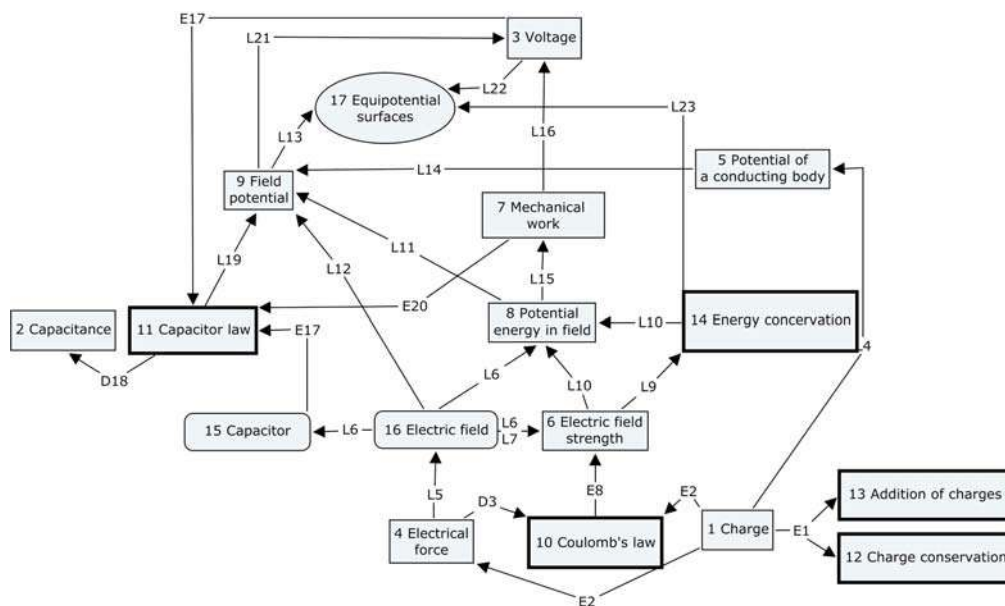 E17
3 Voltage
L21
L22
17 Equipotential
surfaces
L23
L13
L16
5 Potential of
a conducting body
L14
9 Field
potential
7 Mechanical
work
L11
L19
L12
L15
E20
2 Capacitance
11 Capacitor law
E17
8 Potential
energy in field
L10
14 Energy concervation
L4
D18
L6
L10
L9
15 Capacitor
L6
16 Electric field
L6
L7
6 Electric field
strength
L5
D3
E8
E2
13 Addition of charges
4 Electrical
force
10 Coulomb's law
1 Charge
E1
12 Charge conservation
E2